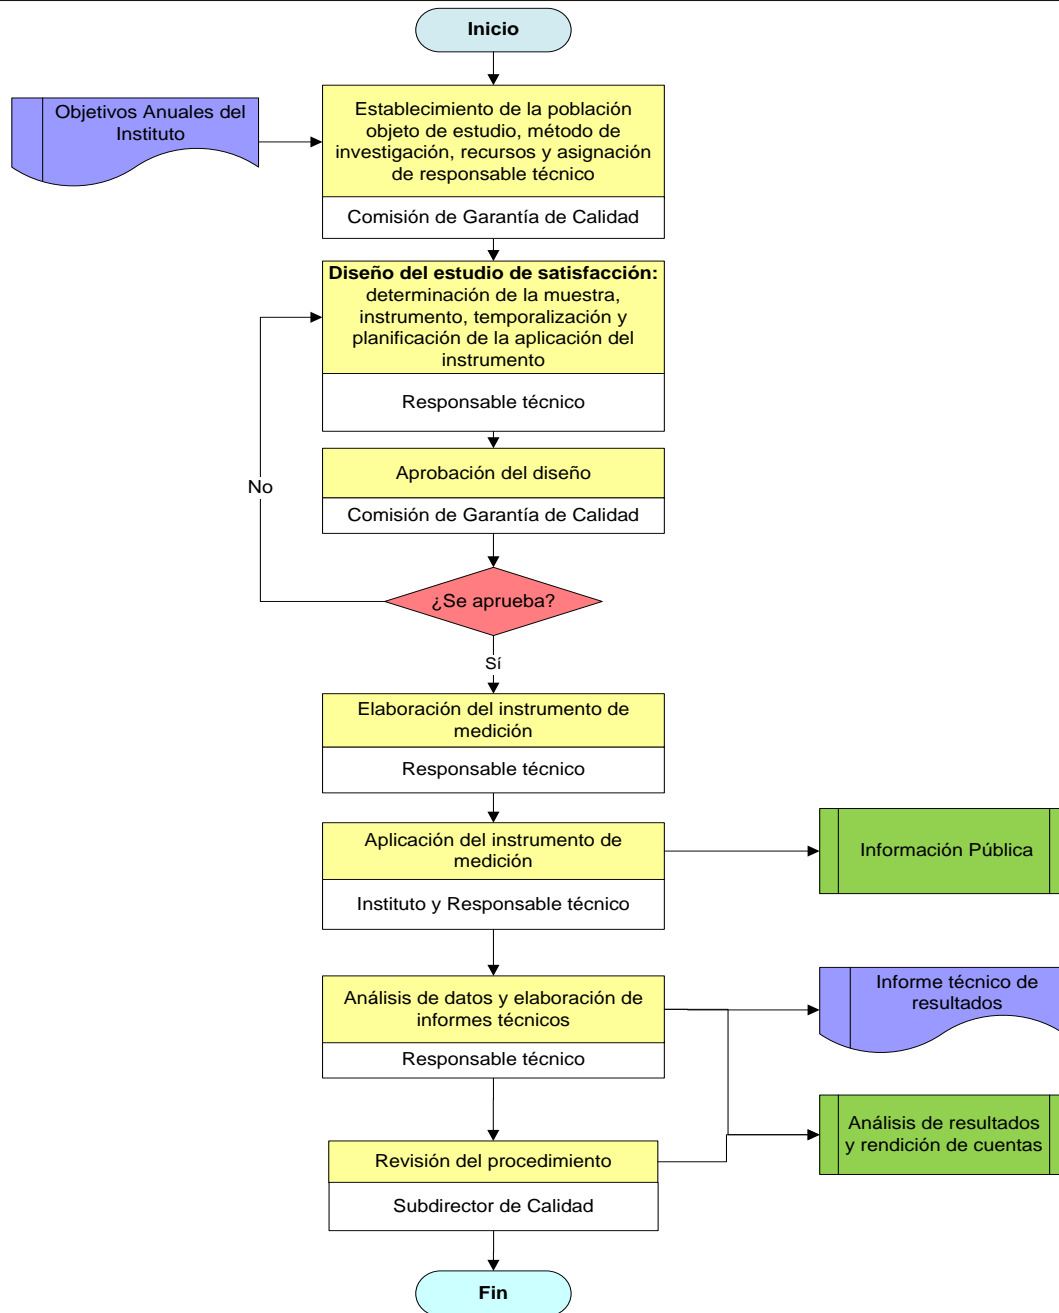 Inicio
Objetivos Anuales del
Instituto
Establecimiento de la población
objeto de estudio, método de
investigación, recursos y asignación
de responsable técnico
Comisión de Garantía de Calidad
Diseño del estudio de satisfacción:
determinación de la muestra,
instrumento, temporalización y
planificación de la aplicación del
instrumento
Responsable técnico
Aprobación del diseño
Comisión de Garantía de Calidad
No
¿Se aprueba?
Sí
Elaboración del instrumento de
medición
Responsable técnico
Aplicación del instrumento de
medición
Instituto y Responsable técnico
Información Pública
Análisis de datos y elaboración de
informes técnicos
Responsable técnico
Informe técnico de
resultados
Análisis de resultados
y rendición de cuentas
Revisión del procedimiento
Subdirector de Calidad
Fin